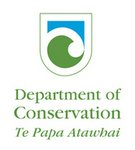 Department of
Conservation
Te Papa Atawhai